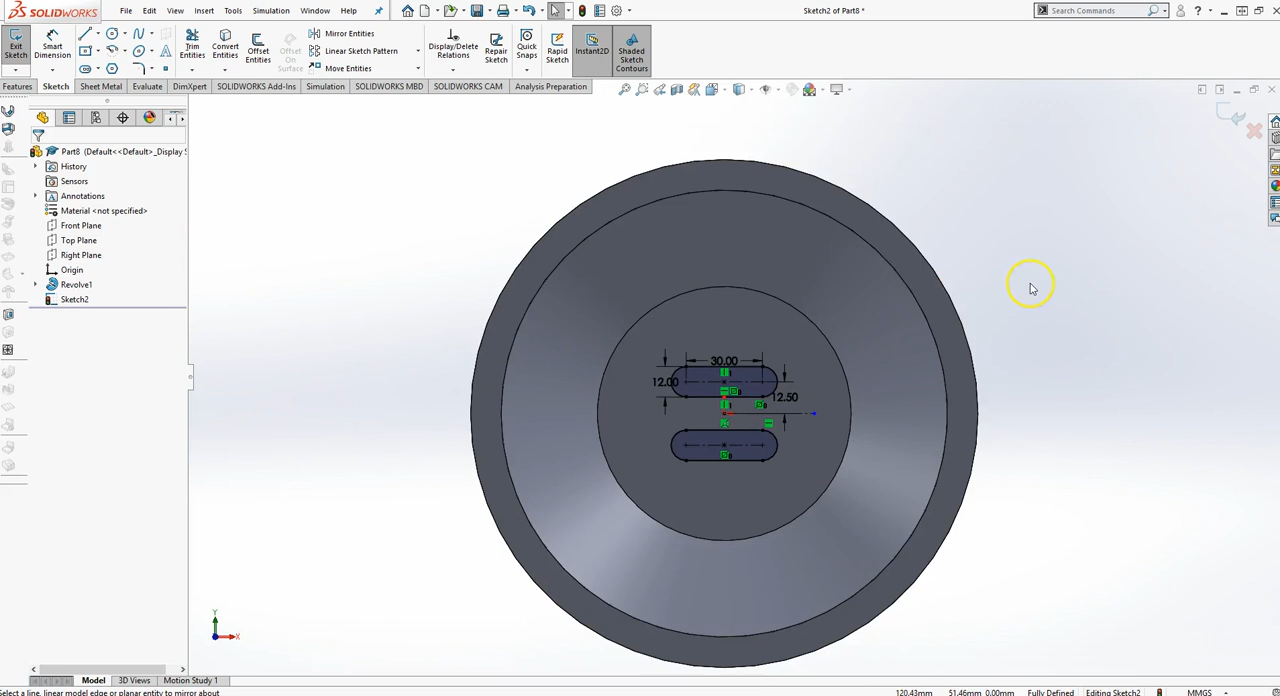 SOLIDWORKS File Edit View Insert Tools Simulation Window Help Sketch2 of Part8 * Search Commands
Exit Sketch
Smart Dimension
Trim Entities
Convert Entities
Offset Entities
Offset On Surface
Mirror Entities
Linear Sketch Pattern
Move Entities
Display/Delete Relations
Repair Sketch
Quick Snaps
Rapid Sketch
Instant2D
Shaded Sketch Contours
Features Sketch Sheet Metal Evaluate DimXpert SOLIDWORKS Add-Ins Simulation SOLIDWORKS MBD SOLIDWORKS CAM Analysis Preparation
Part8 (Default<<Default>_Display S
History
Sensors
Annotations
Material <not specified>
Front Plane
Top Plane
Right Plane
Origin
Revolve1
Sketch2
30.00
12.00
12.50
Y
X
Model 3D Views Motion Study 1
Select a line, linear model edge or planar entity to mirror about 120.43mm 51.46mm 0.00mm Fully Defined Editing Sketch2 MMGS